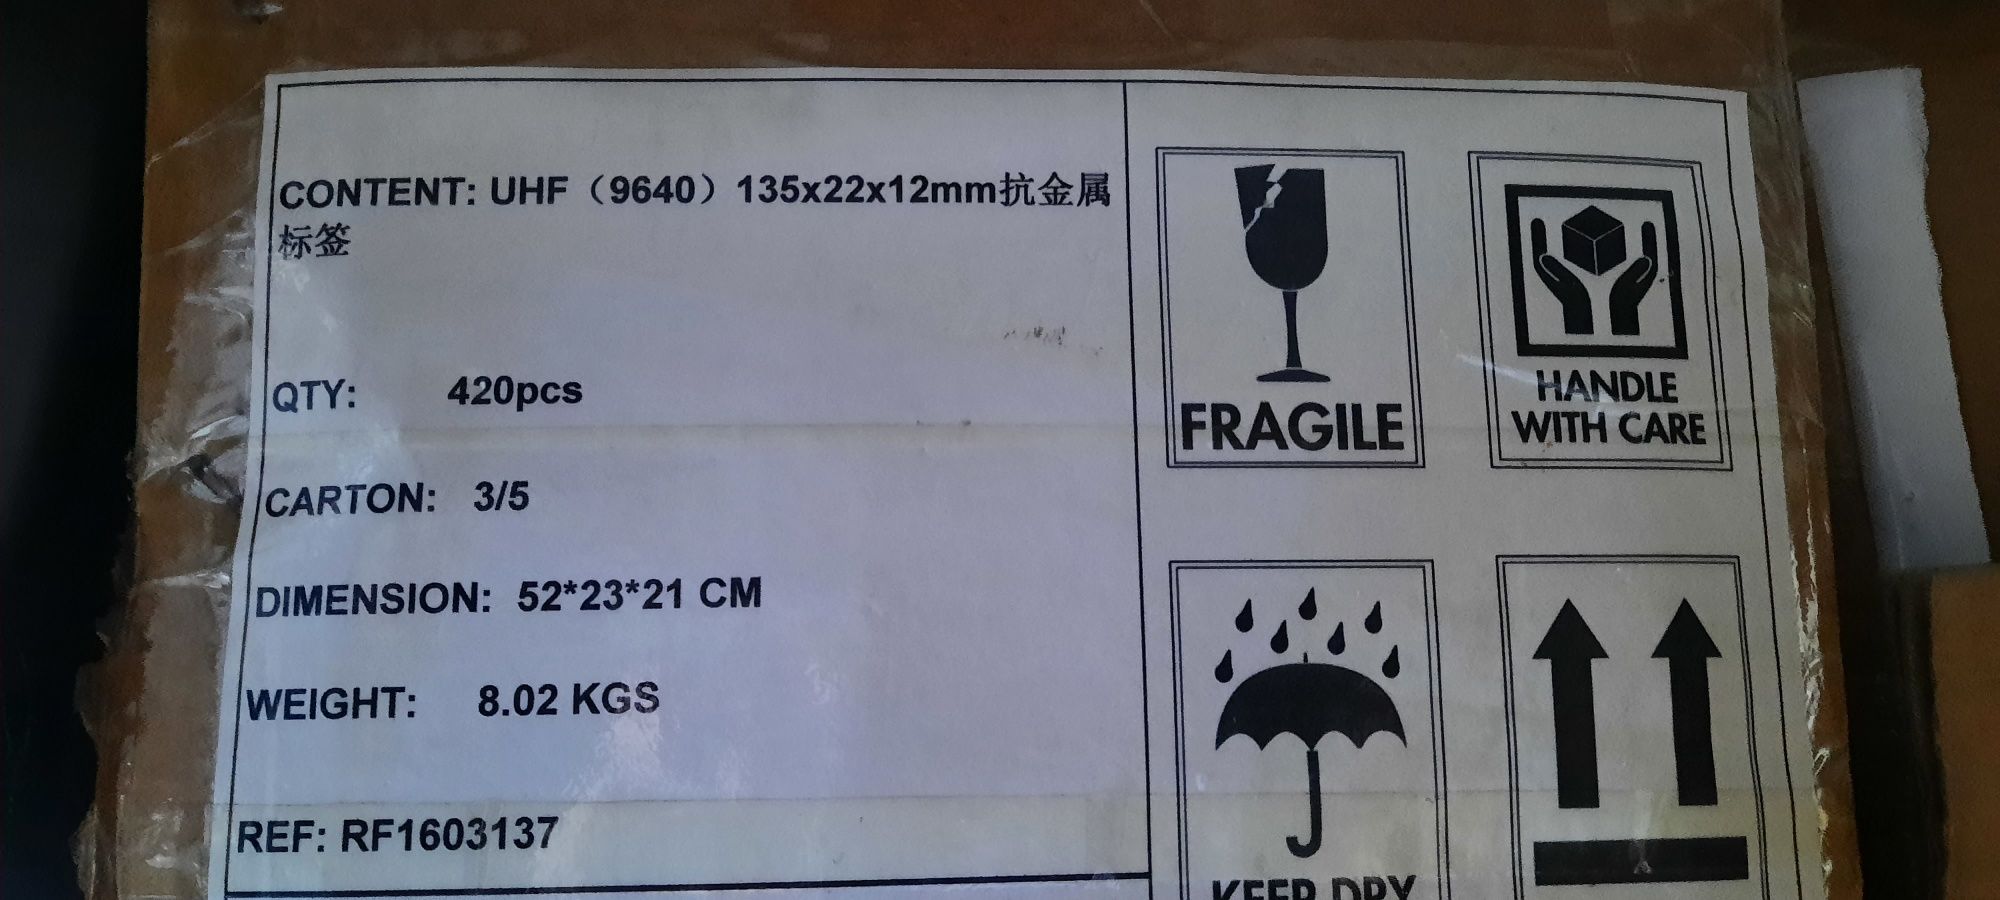 CONTENT: UHF（9640）135x22x12mm抗金属
标签
QTY: 420pcs
CARTON: 3/5
DIMENSION: 52*23*21 CM
WEIGHT: 8.02 KGS
REF: RF1603137
FRAGILE
HANDLE
WITH CARE
KEEP DRY